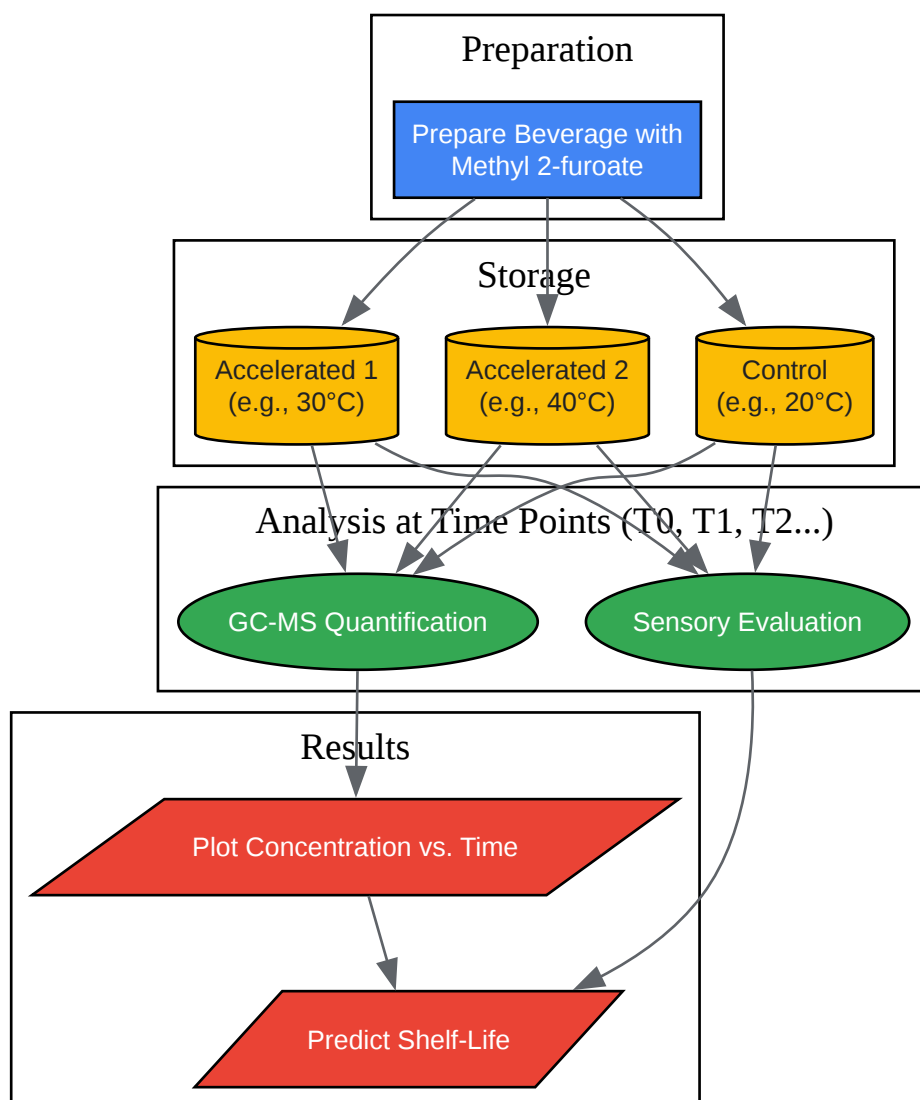 Preparation
Prepare Beverage with
Methyl 2-furoate
Storage
Accelerated 1
(e.g., 30°C)
Accelerated 2
(e.g., 40°C)
Control
(e.g., 20°C)
Analysis at Time Points (T0, T1, T2...)
GC-MS Quantification
Sensory Evaluation
Results
Plot Concentration vs. Time
Predict Shelf-Life